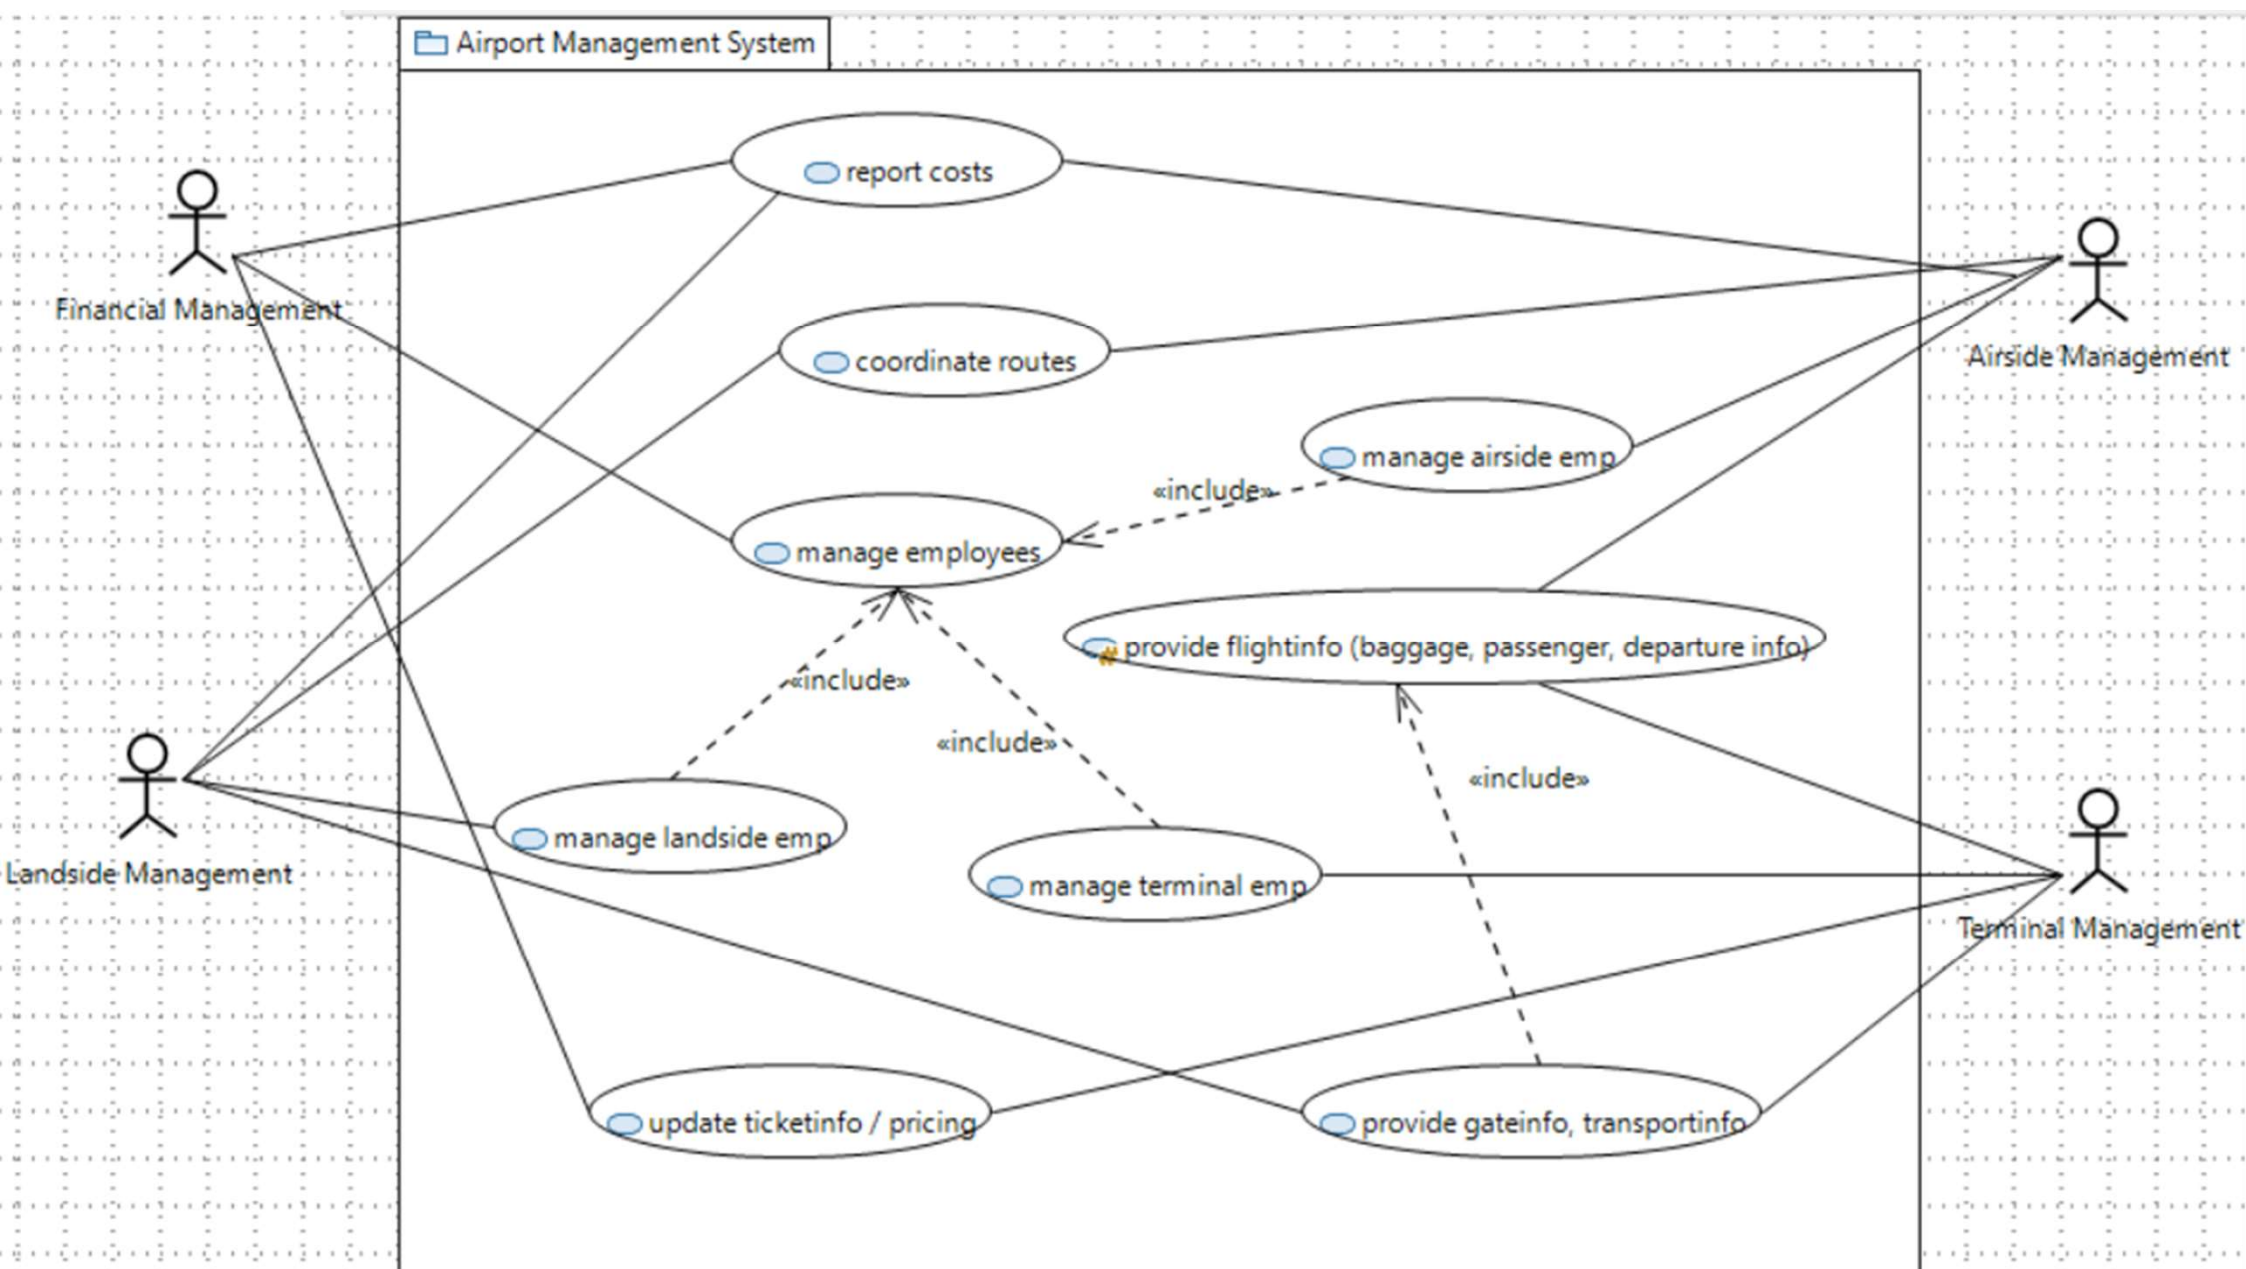 Airport Management System
report costs
Financial Management
coordinate routes
Airside Management
manage airside emp
«include»
manage employees
provide flightinfo (baggage, passenger, departure info)
«include»
«include»
«include»
manage landside emp
Landside Management
manage terminal emp
Terminal Management
update ticketinfo / pricing
provide gateinfo, transportinfo